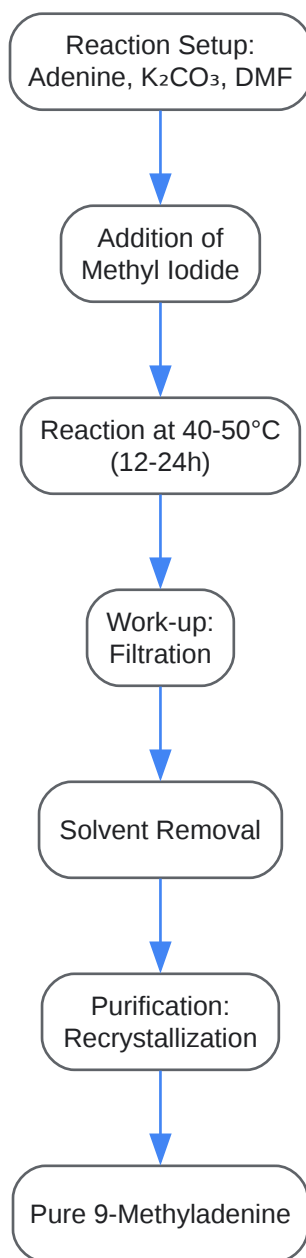 Reaction Setup:
Adenine, K₂CO₃, DMF
Addition of
Methyl Iodide
Reaction at 40-50°C
(12-24h)
Work-up:
Filtration
Solvent Removal
Purification:
Recrystallization
Pure 9-Methyladenine